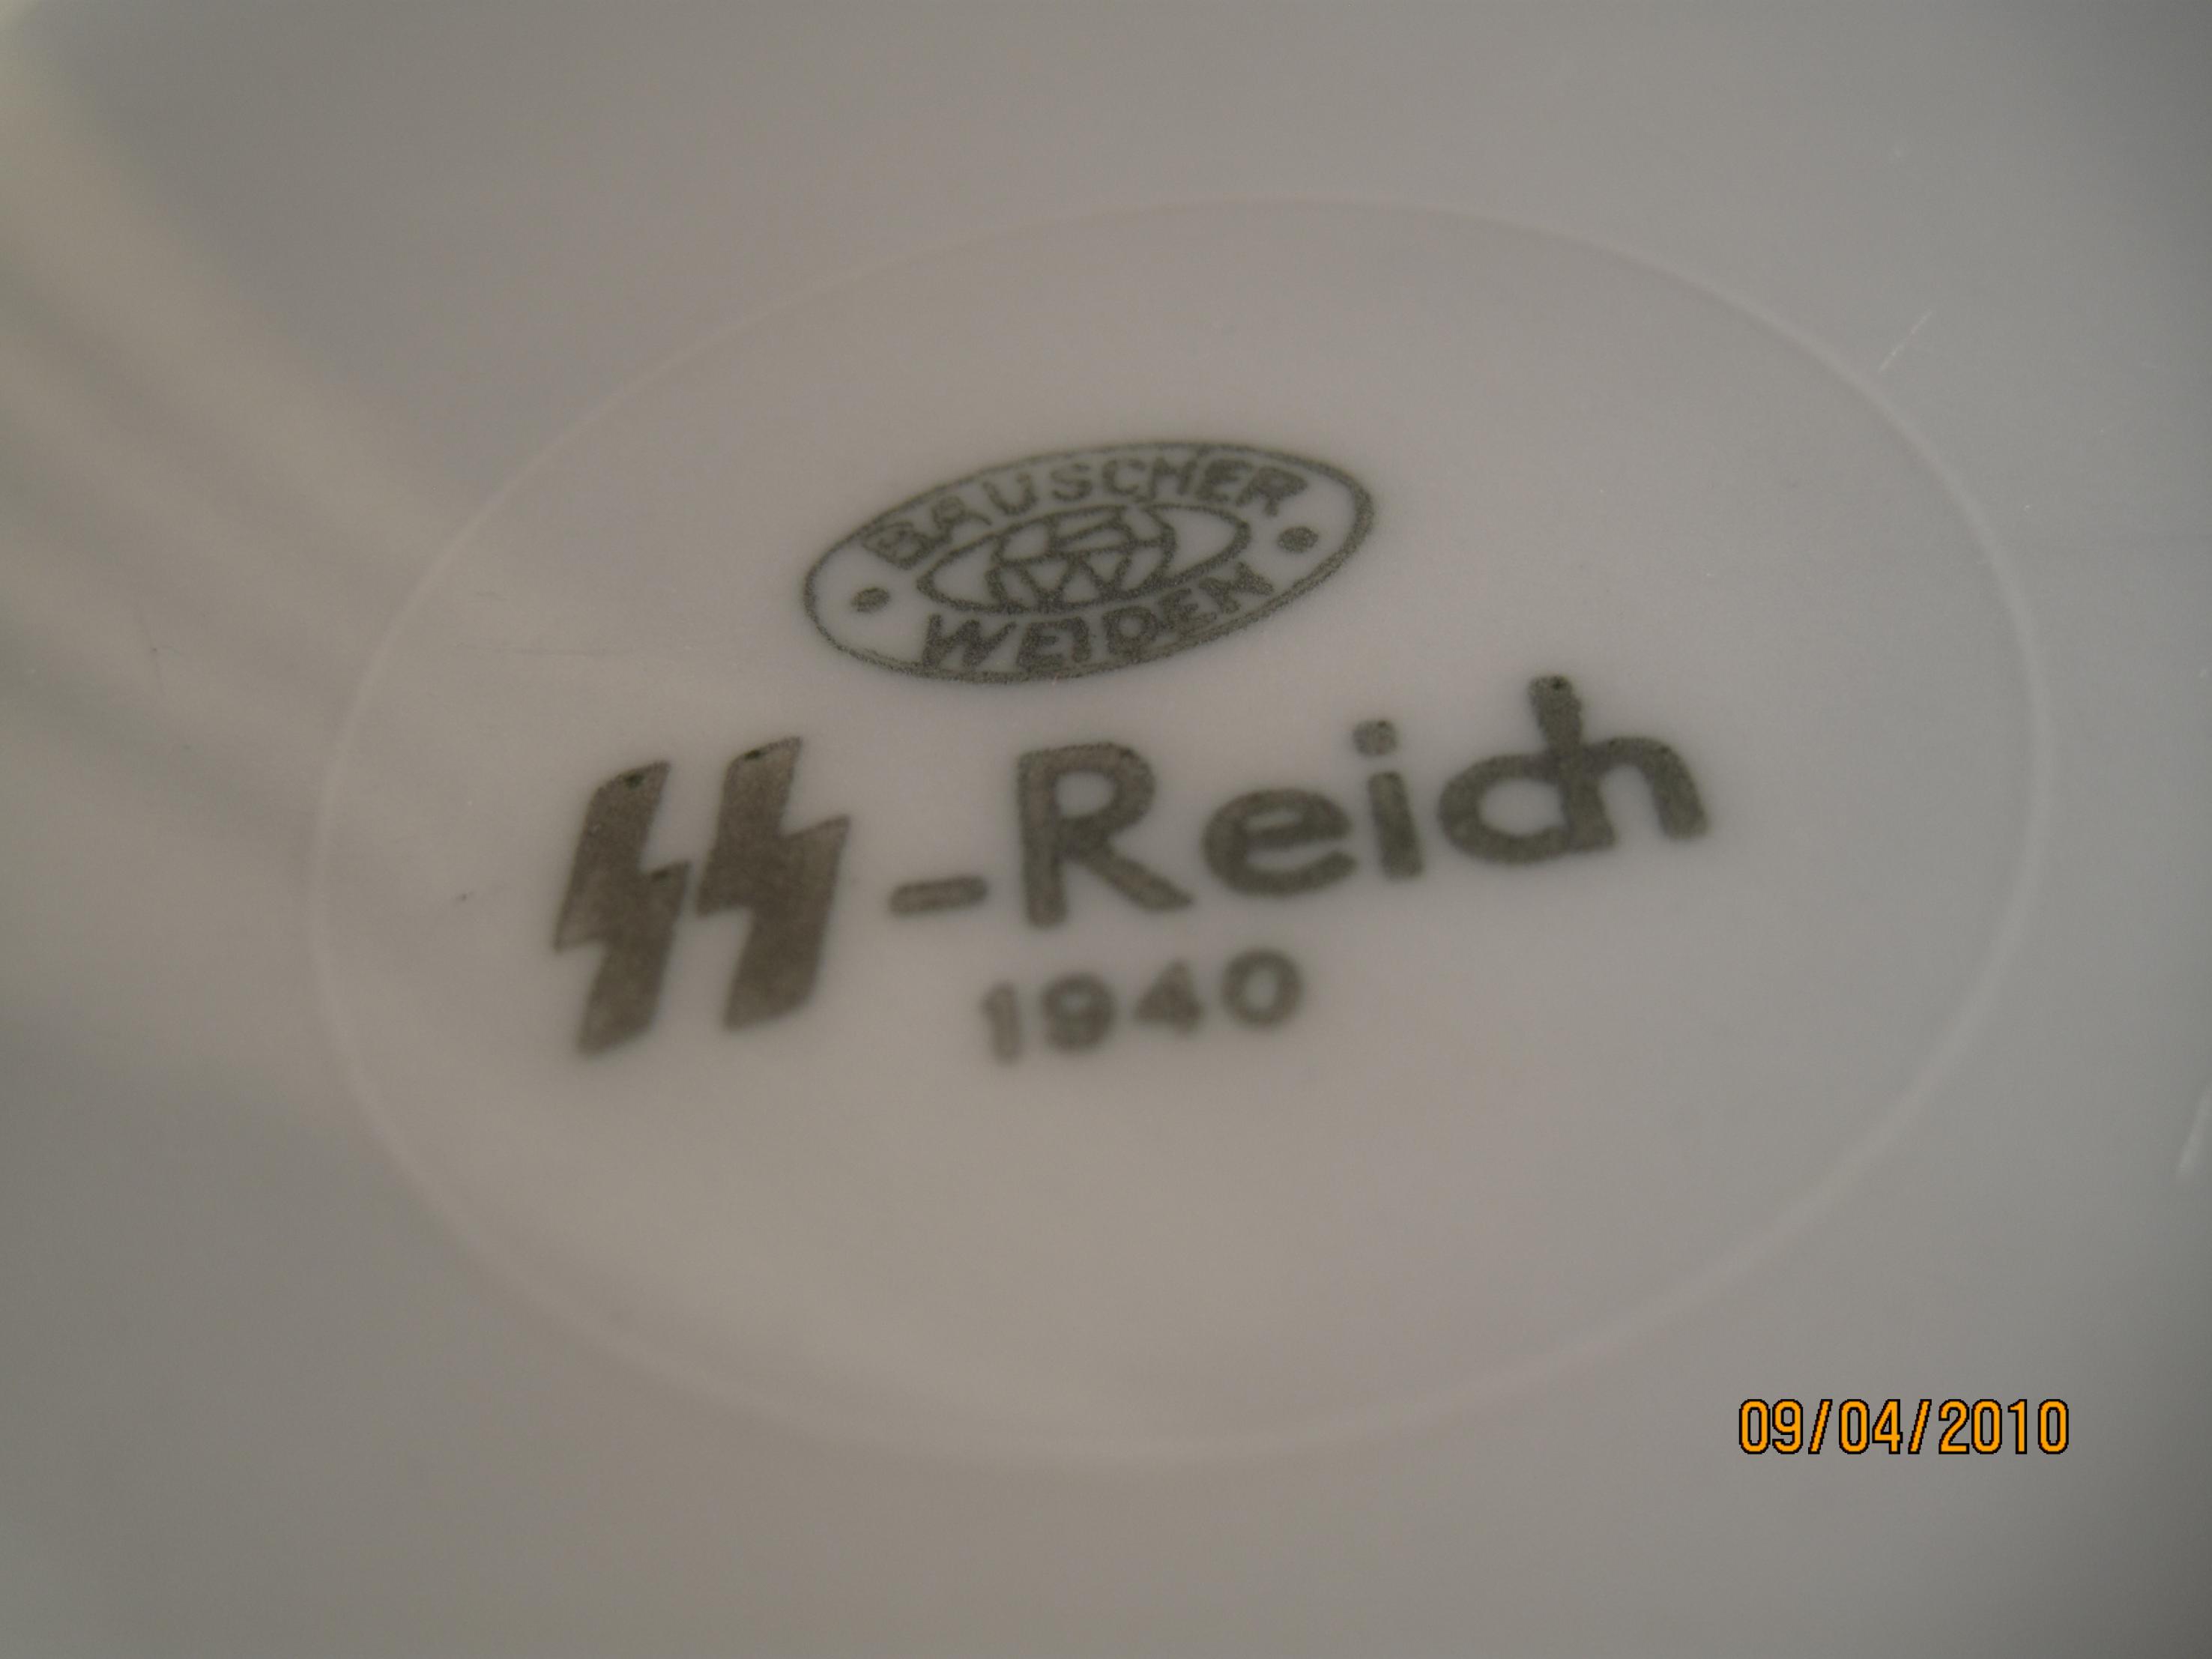 BAUSCHER
WEIDEN
ᛋᛋ-Reich
1940
09/04/2010